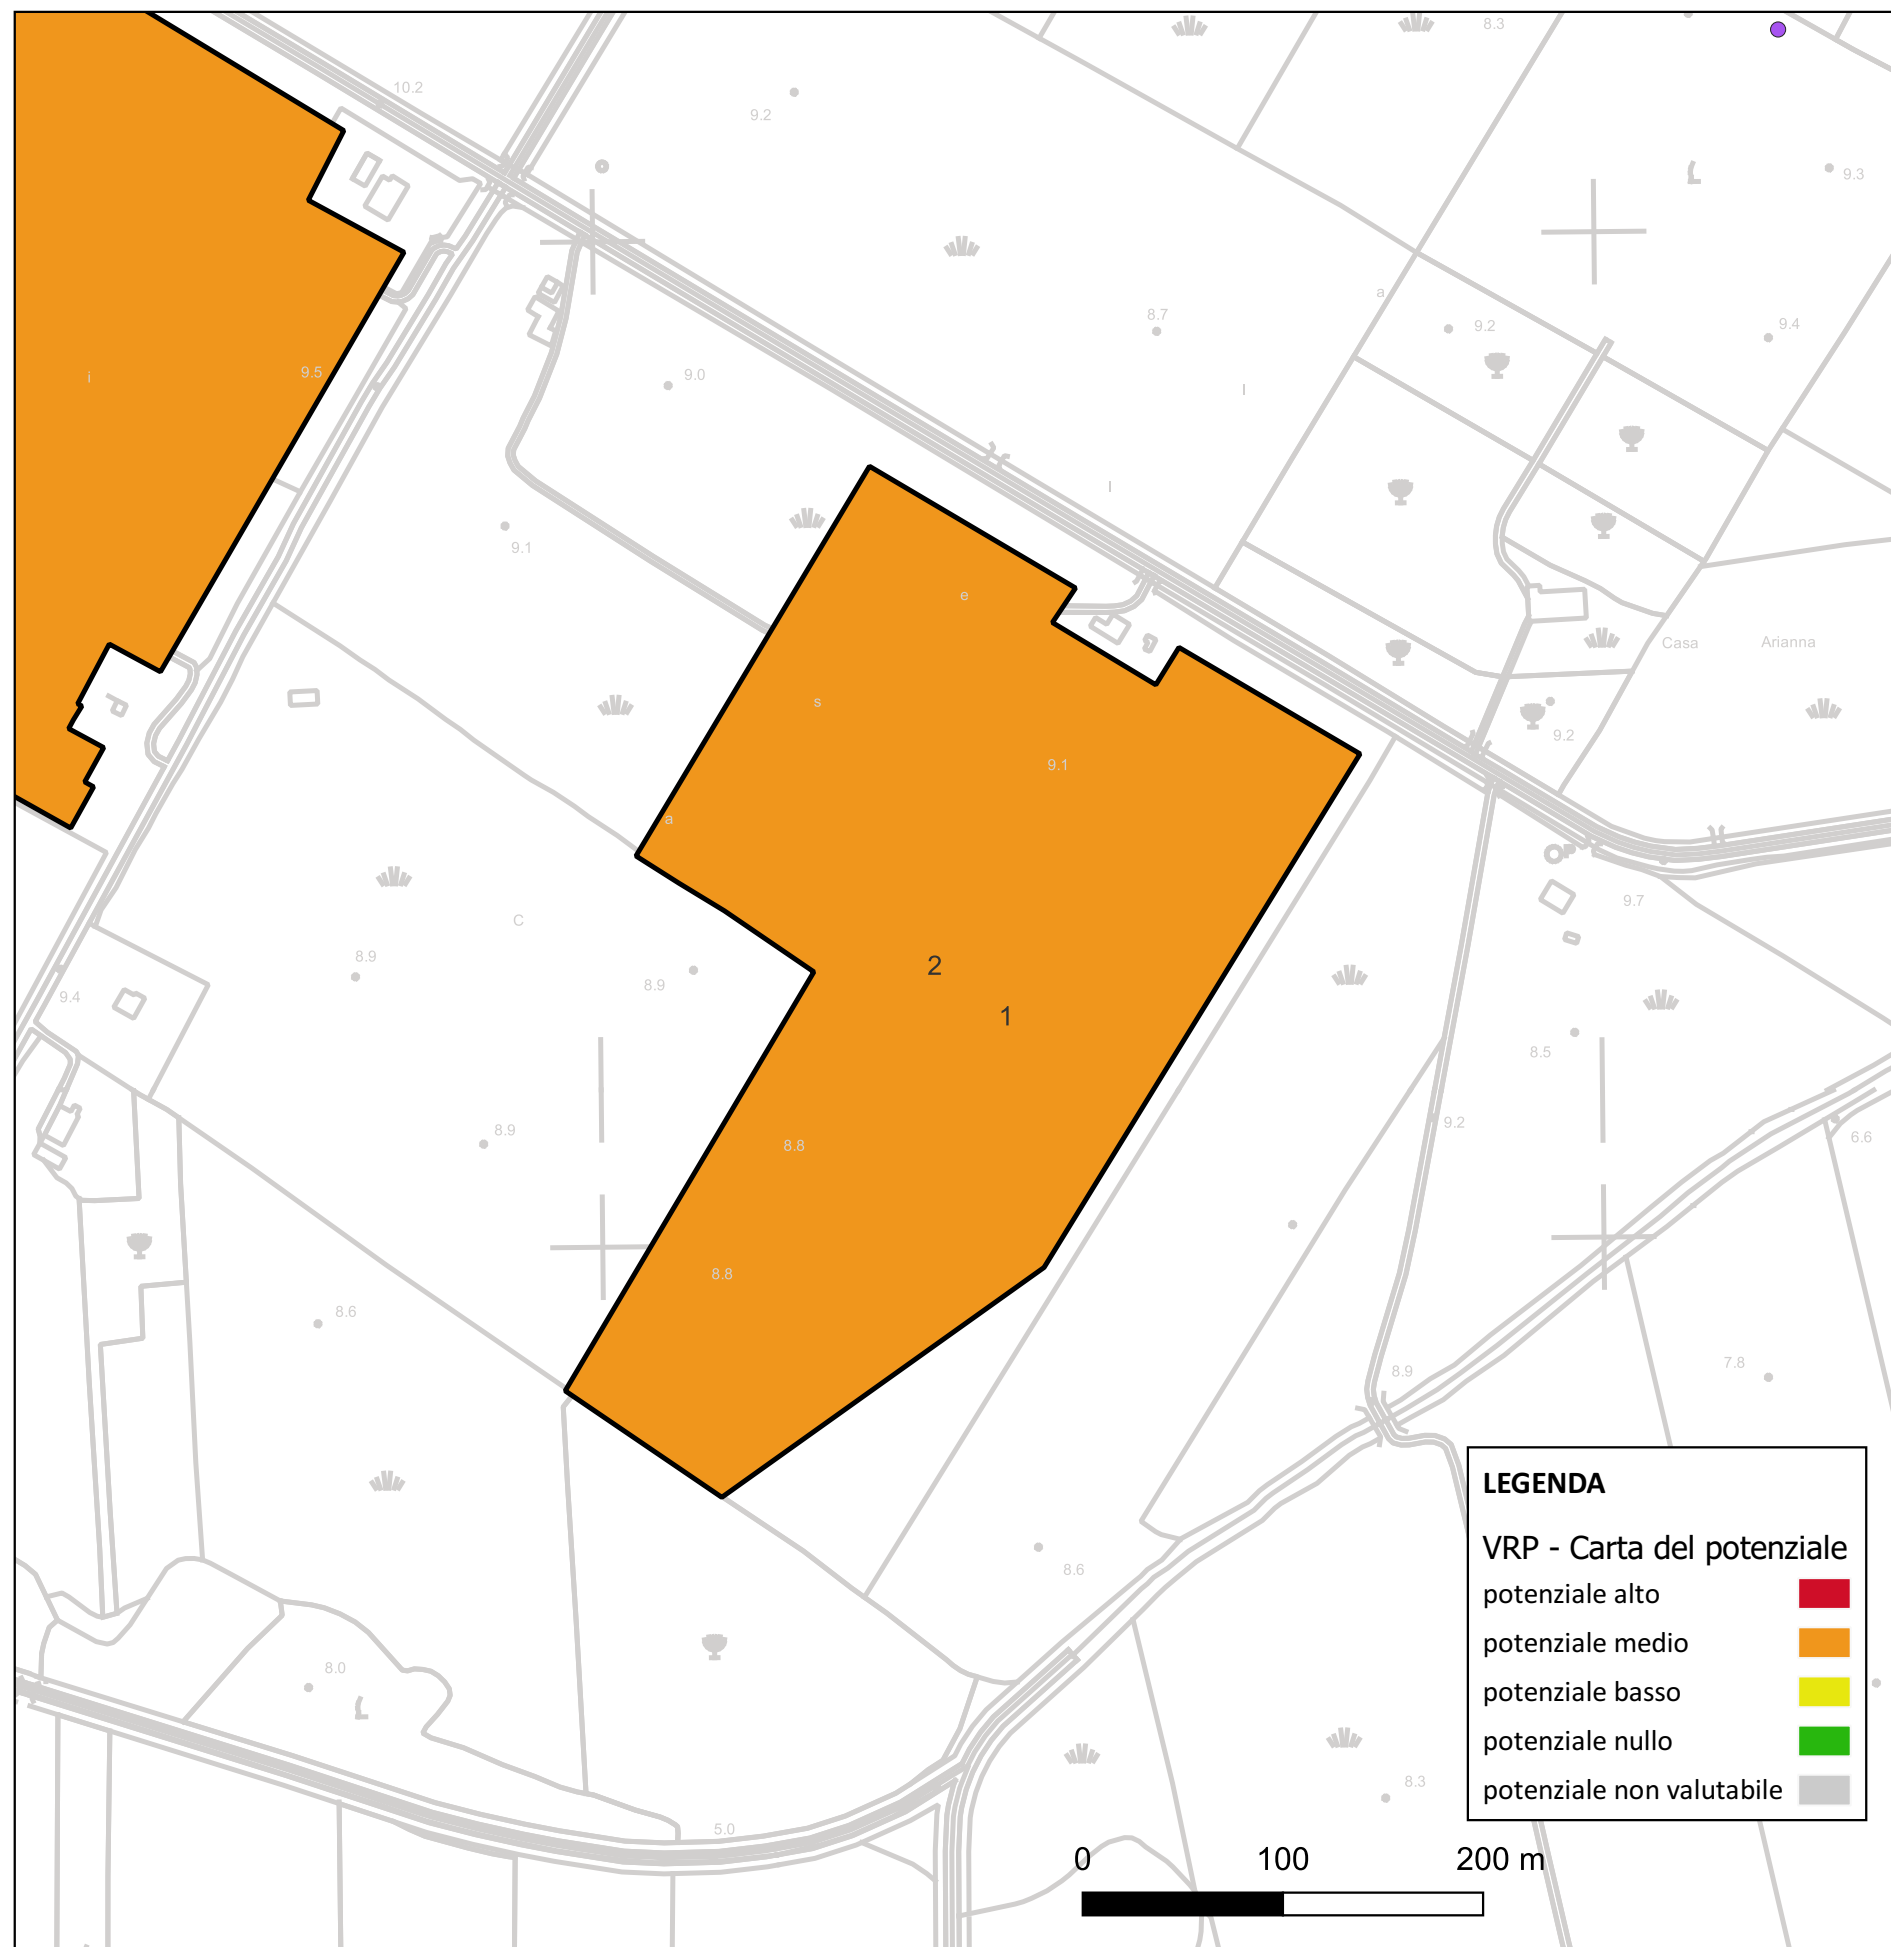 8.3
10.2
9.2
9.3
a
8.7
9.2
9.4
i
9.5
9.0
l
l
9.1
e
Casa Arianna
s
9.2
9.1
a
9.7
C
8.9
8.9
2
9.4
1
8.5
9.2
8.9
6.6
8.8
8.8
8.6
7.8
8.9
8.6
8.0
8.3
5.0
LEGENDA
VRP - Carta del potenziale
potenziale alto
potenziale medio
potenziale basso
potenziale nullo
potenziale non valutabile
0 100 200 m